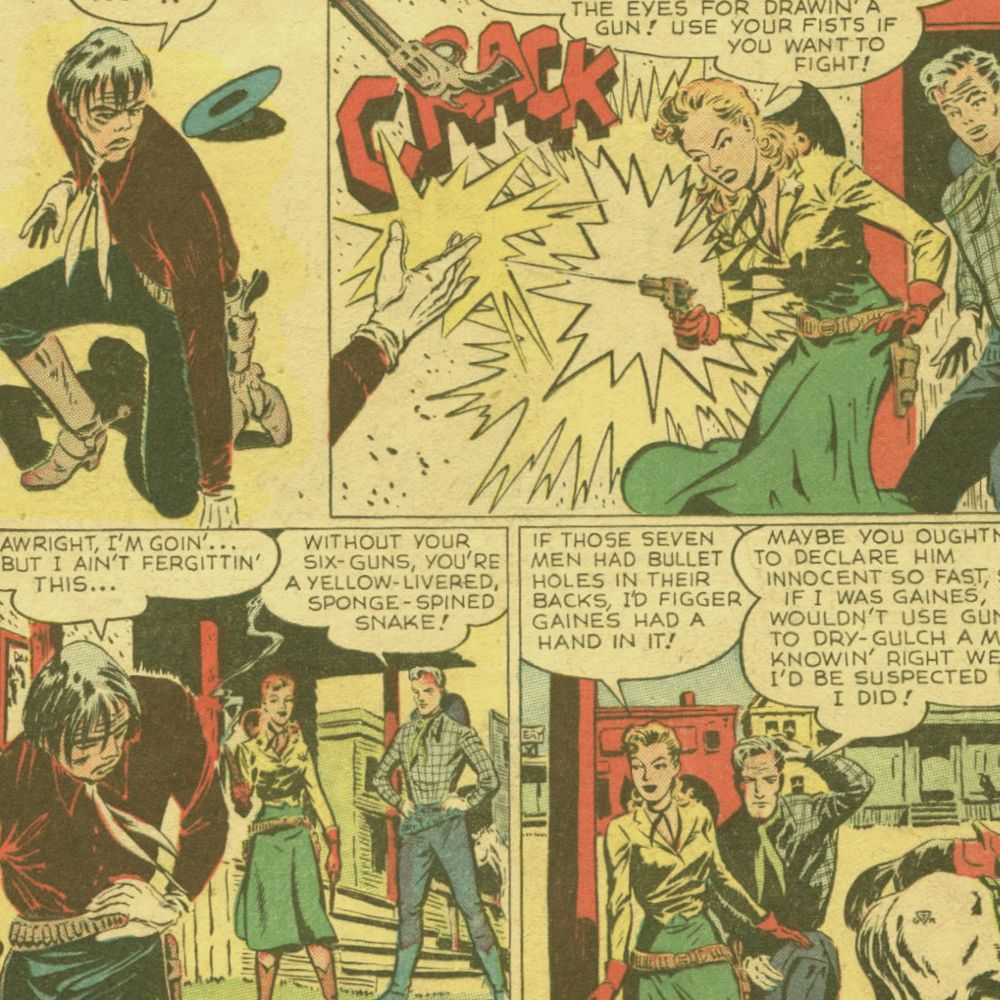 THE EYES FOR DRAWIN' A
GUN! USE YOUR FISTS IF
YOU WANT TO
FIGHT!
CRACK
AWRIGHT, I'M GOIN'...
BUT I AIN'T FERGITTIN'
THIS...
WITHOUT YOUR
SIX-GUNS, YOU'RE
A YELLOW-LIVERED,
SPONGE-SPINED
SNAKE!
IF THOSE SEVEN
MEN HAD BULLET
HOLES IN THEIR
BACKS, I'D FIGGER
GAINES HAD A
HAND IN IT!
MAYBE YOU OUGHTN
TO DECLARE HIM
INNOCENT SO FAST, S
IF I WAS GAINES,
WOULDN'T USE GUN
TO DRY-GULCH A M
KNOWIN' RIGHT WE
I'D BE SUSPECTED
I DID!